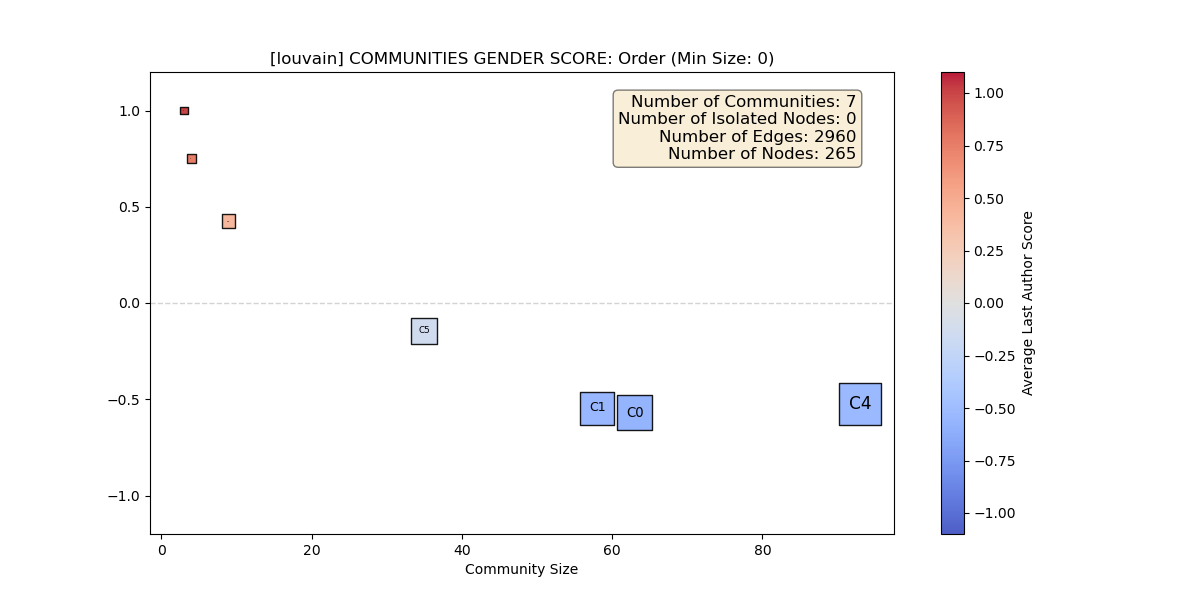 [louvain] COMMUNITIES GENDER SCORE: Order (Min Size: 0)
Number of Communities: 7
Number of Isolated Nodes: 0
Number of Edges: 2960
Number of Nodes: 265
1.0
0.5
0.0
−0.5
−1.0
C5
C1
C0
C4
0
20
40
60
80
Community Size
1.00
0.75
0.50
0.25
0.00
−0.25
−0.50
−0.75
−1.00
Average Last Author Score